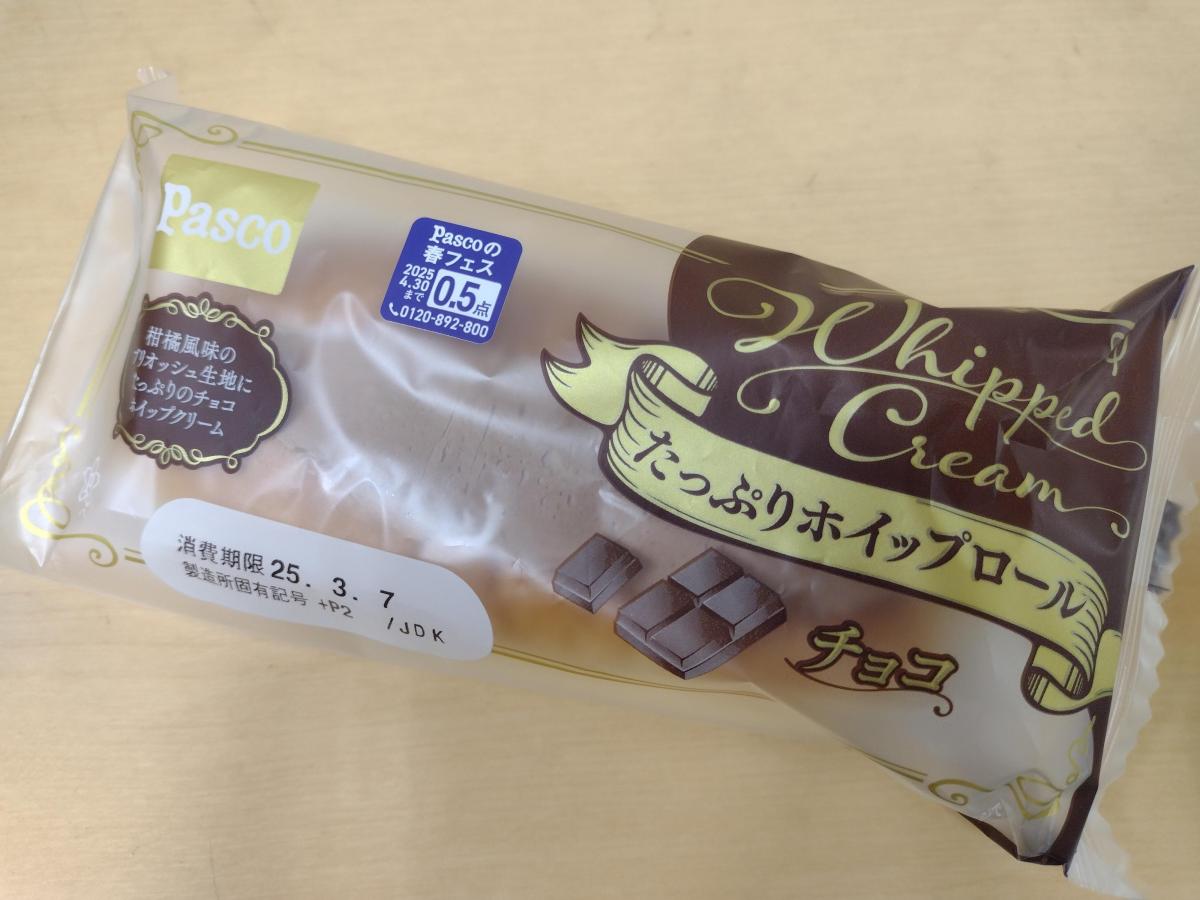 Pasco
Pascoの
春フェス
2025
4.30
まで
0.5点
0120-892-800
柑橘風味の
リオッシュ生地に
っぷりのチョコ
イップクリーム
Whipped
Cream
たっぷりホイップロール
チョコ
消費期限 25. 3. 7
製造所固有記号 +P2 /JDK